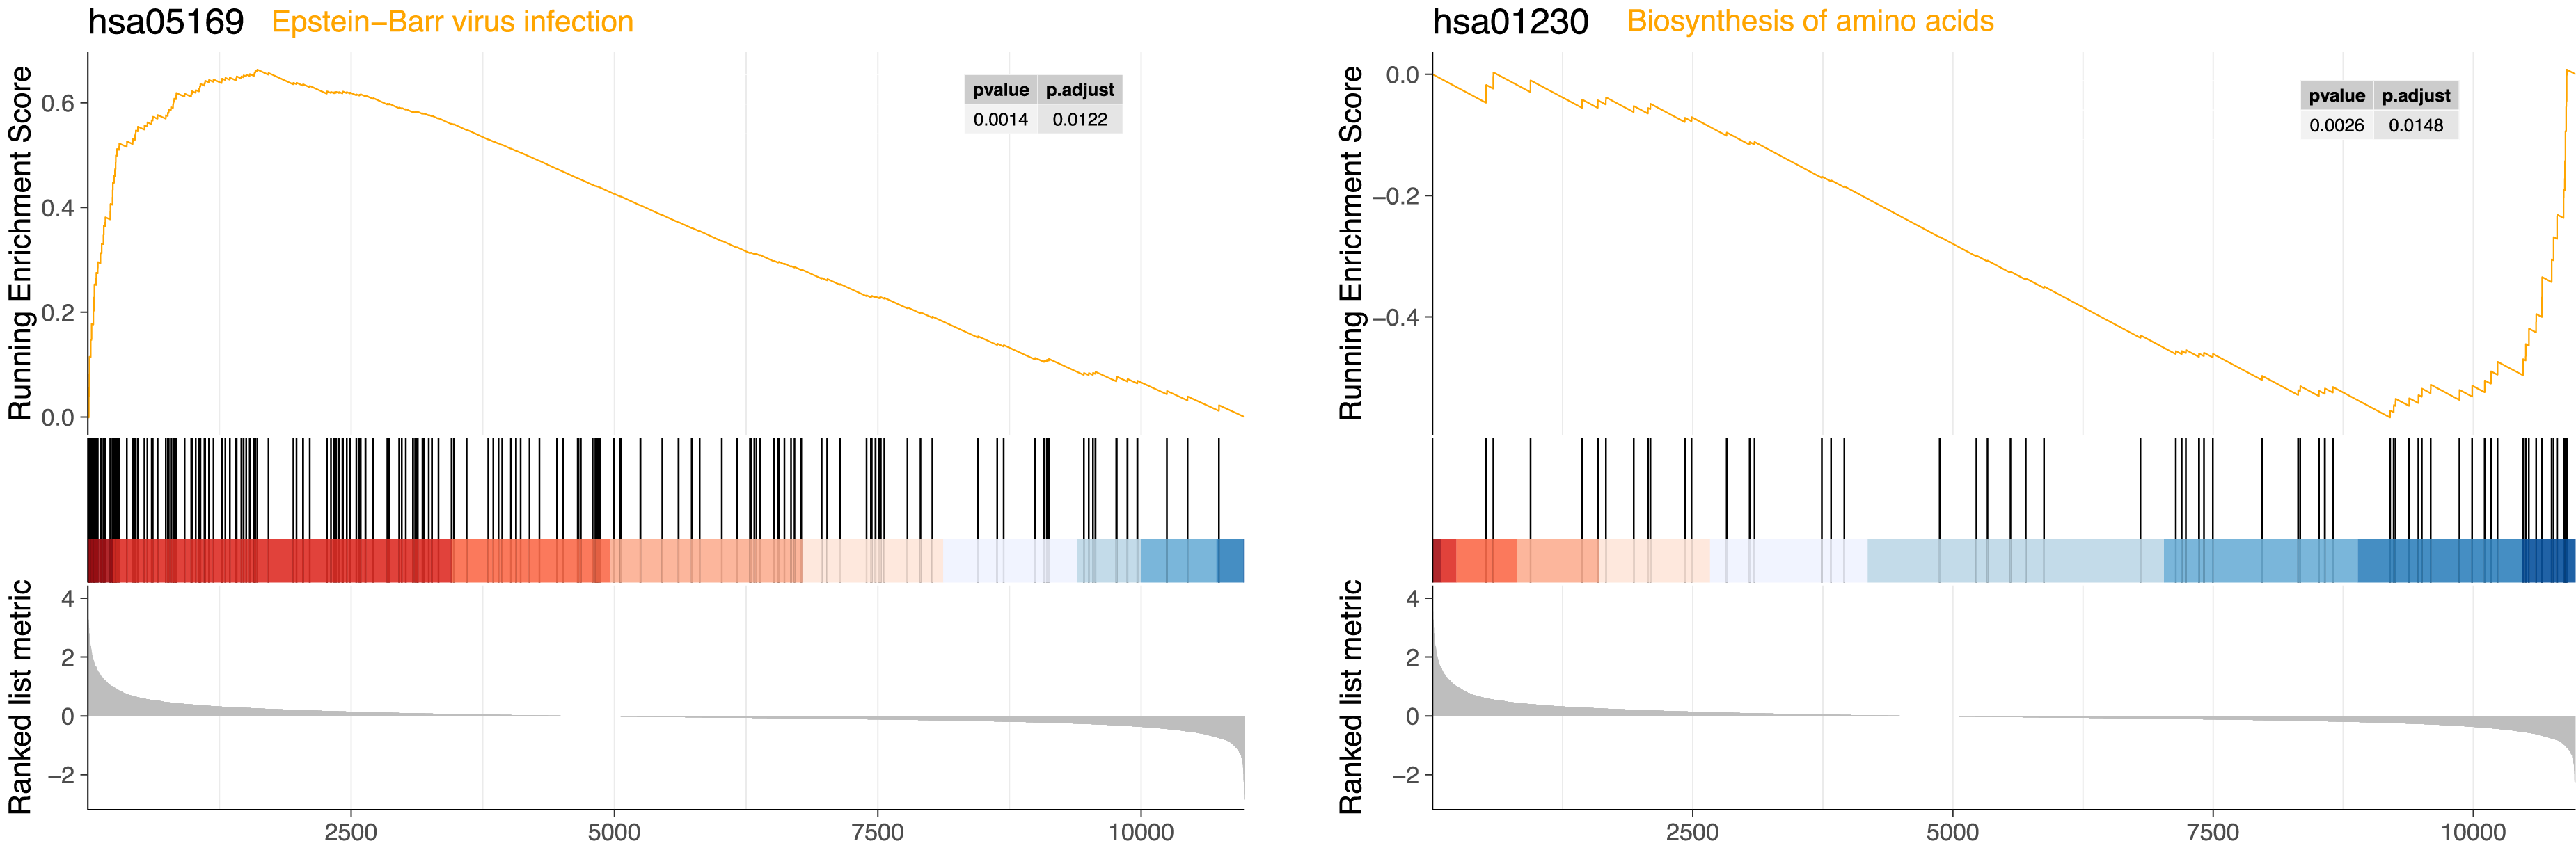 hsa05169 Epstein–Barr virus infection
Running Enrichment Score
0.6
0.4
0.2
0.0
pvalue p.adjust
0.0014 0.0122
Ranked list metric
4
2
0
−2
2500 5000 7500 10000
hsa01230 Biosynthesis of amino acids
Running Enrichment Score
0.0
−0.2
−0.4
pvalue p.adjust
0.0026 0.0148
Ranked list metric
4
2
0
−2
2500 5000 7500 10000